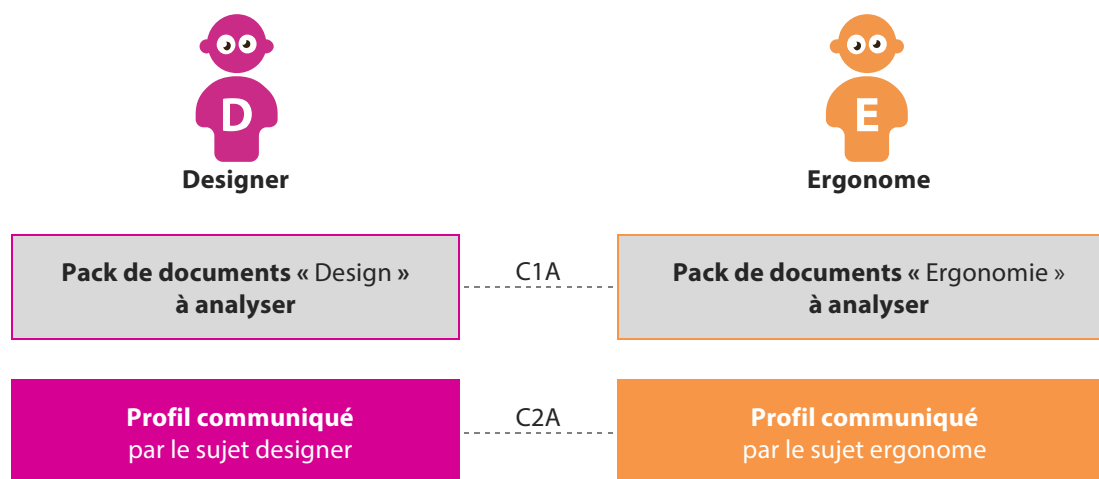 D
E
Designer
Ergonome
Pack de documents « Design »
à analyser
C1A
Pack de documents « Ergonomie »
à analyser
Profil communiqué
par le sujet designer
C2A
Profil communiqué
par le sujet ergonome